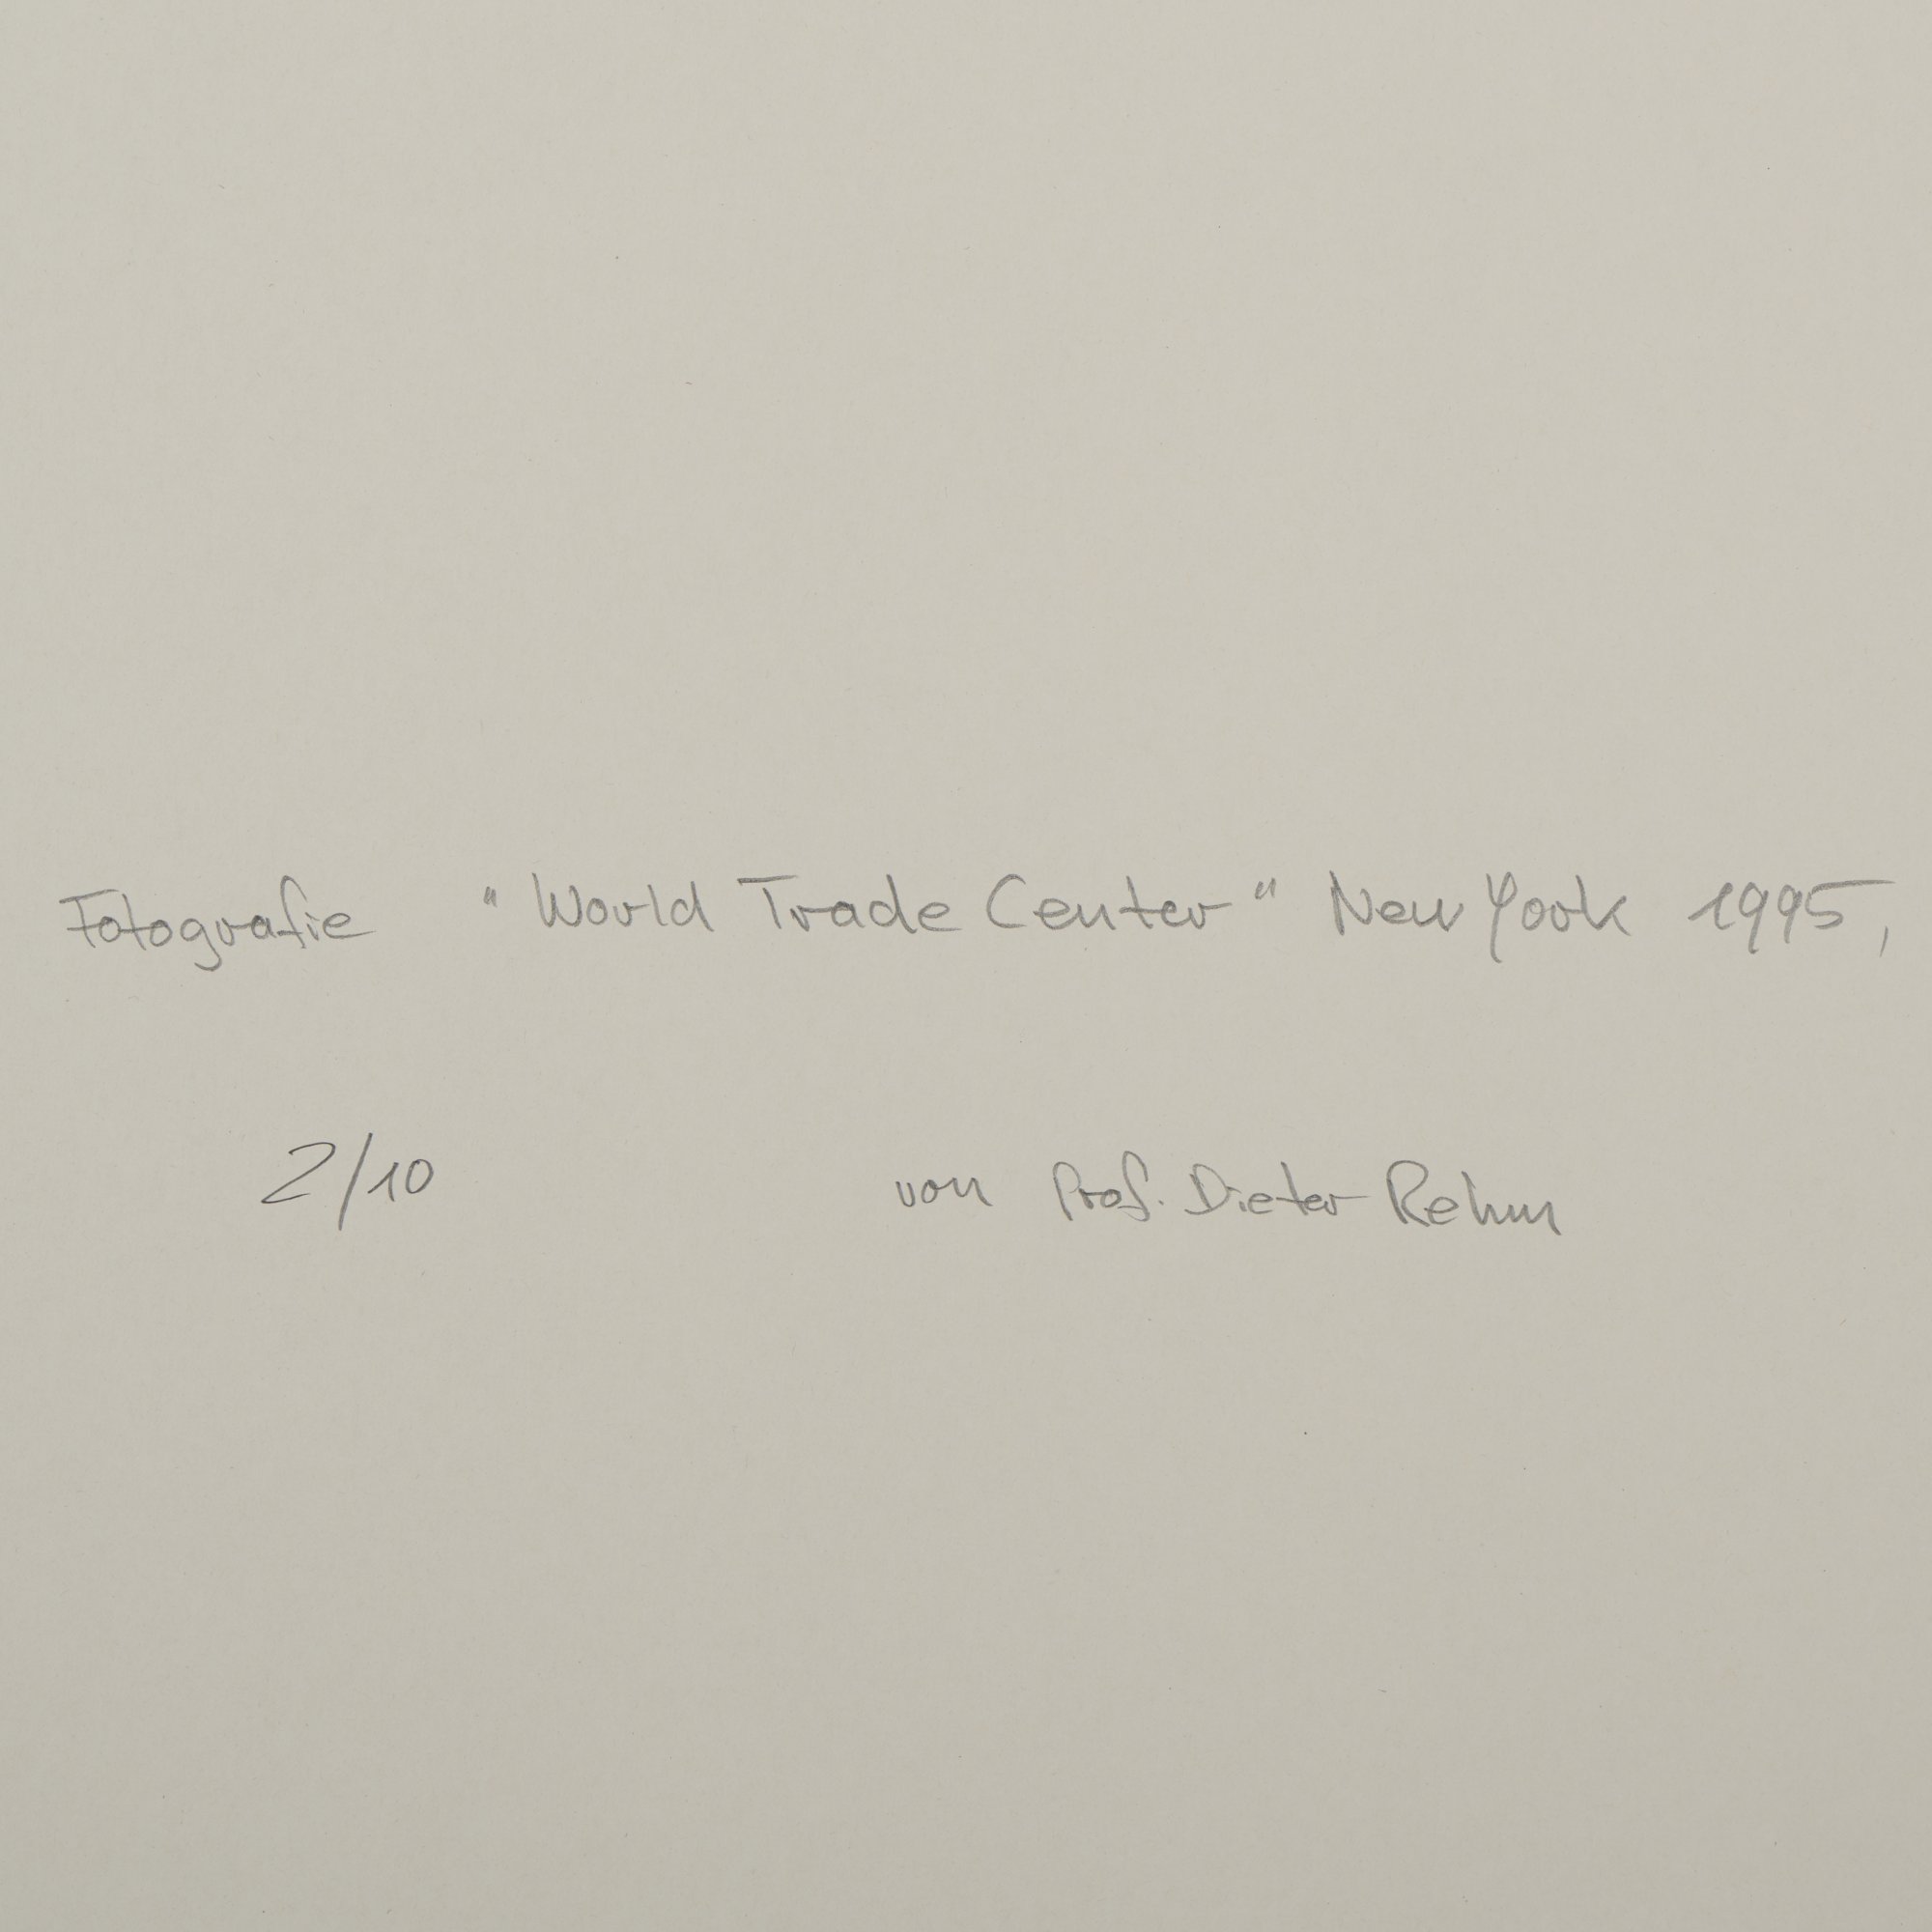 Fotografie "World Trade Center" New York 1995,
2/10 von Prof. Dieter Rehm